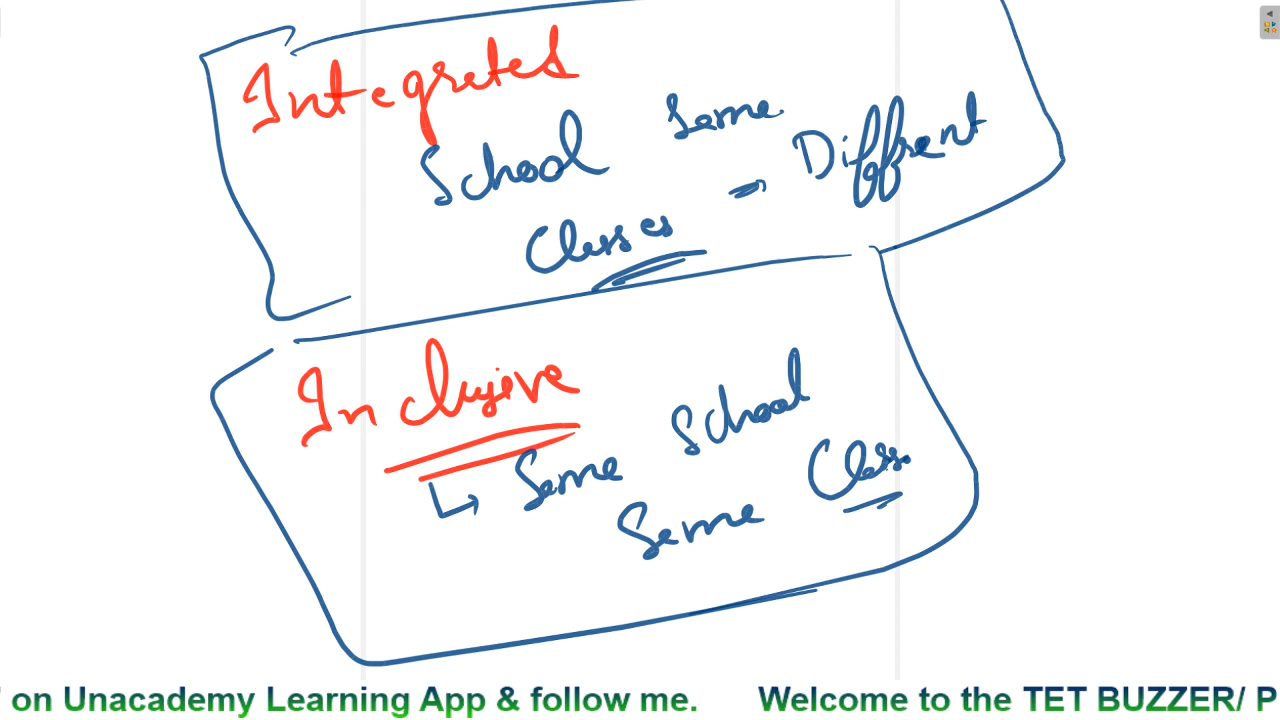 Integrated
School Same
Classes - Diffrent
Inclusive
↳ Same School
Same Class
on Unacademy Learning App & follow me. Welcome to the TET BUZZER/ P